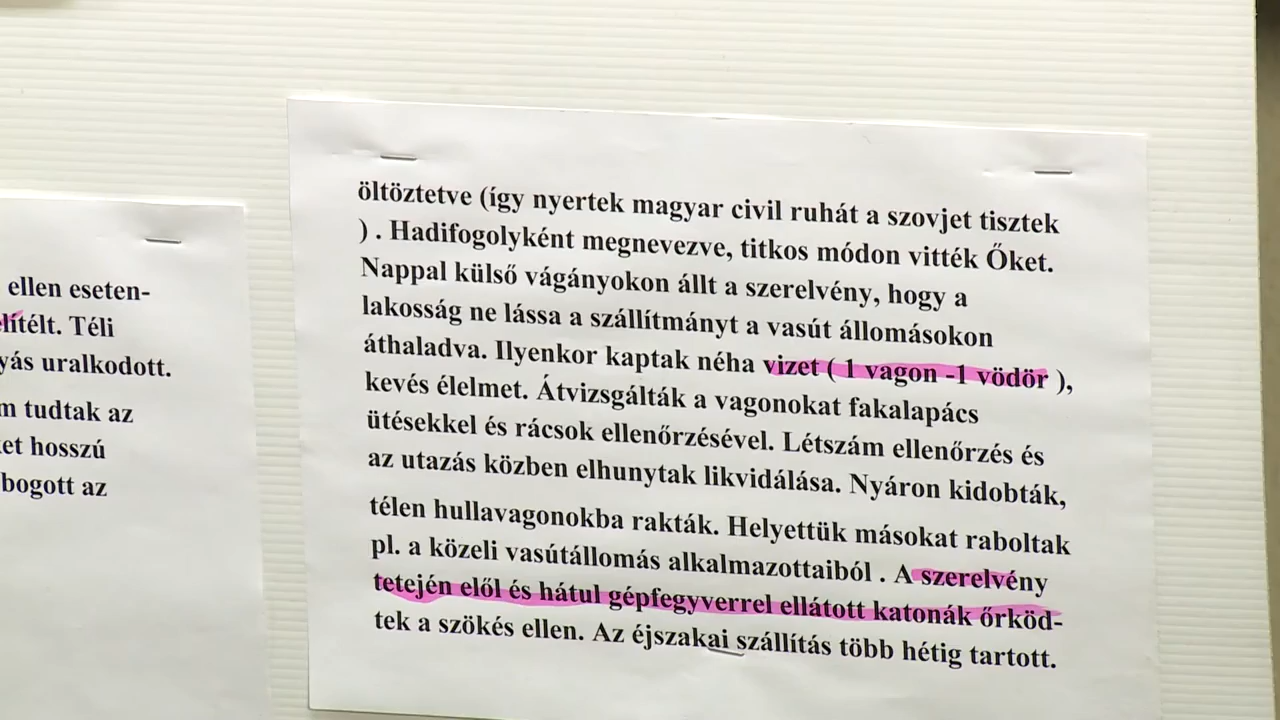 ellen eseten-
lítélt. Téli
yás uralkodott.
m tudtak az
et hosszú
bogott az
öltöztetve (így nyertek magyar civil ruhát a szovjet tisztek
) . Hadifogolyként megnevezve, titkos módon vitték Őket.
Nappal külső vágányokon állt a szerelvény, hogy a
lakosság ne lássa a szállítmányt a vasút állomásokon
áthaladva. Ilyenkor kaptak néha vizet ( 1 vagon -1 vödör ),
kevés élelmet. Átvizsgálták a vagonokat fakalapács
ütésekkel és rácsok ellenőrzésével. Létszám ellenőrzés és
az utazás közben elhunytak likvidálása. Nyáron kidobták,
télen hullavagonokba rakták. Helyettük másokat raboltak
pl. a közeli vasútállomás alkalmazottaiból . A szerelvény
tetején elől és hátul gépfegyverrel ellátott katonák őrköd-
tek a szökés ellen. Az éjszakai szállítás több hétig tartott.